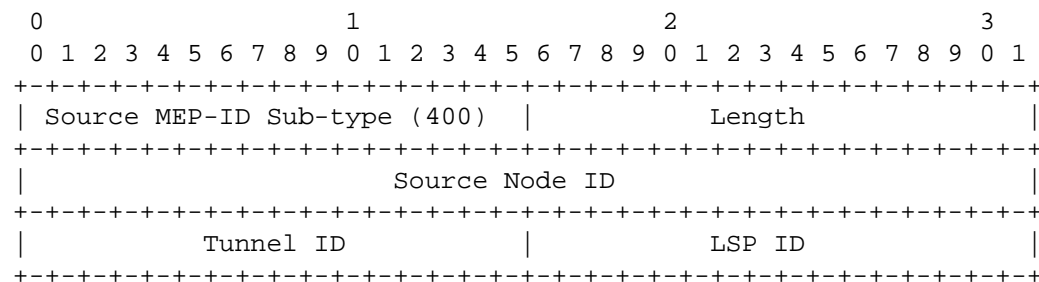 0                   1                   2                   3
 0 1 2 3 4 5 6 7 8 9 0 1 2 3 4 5 6 7 8 9 0 1 2 3 4 5 6 7 8 9 0 1
+-+-+-+-+-+-+-+-+-+-+-+-+-+-+-+-+-+-+-+-+-+-+-+-+-+-+-+-+-+-+-+-+
| Source MEP-ID Sub-type (400)  |           Length              |
+-+-+-+-+-+-+-+-+-+-+-+-+-+-+-+-+-+-+-+-+-+-+-+-+-+-+-+-+-+-+-+-+
|                       Source Node ID                          |
+-+-+-+-+-+-+-+-+-+-+-+-+-+-+-+-+-+-+-+-+-+-+-+-+-+-+-+-+-+-+-+-+
|           Tunnel ID           |           LSP ID              |
+-+-+-+-+-+-+-+-+-+-+-+-+-+-+-+-+-+-+-+-+-+-+-+-+-+-+-+-+-+-+-+-+